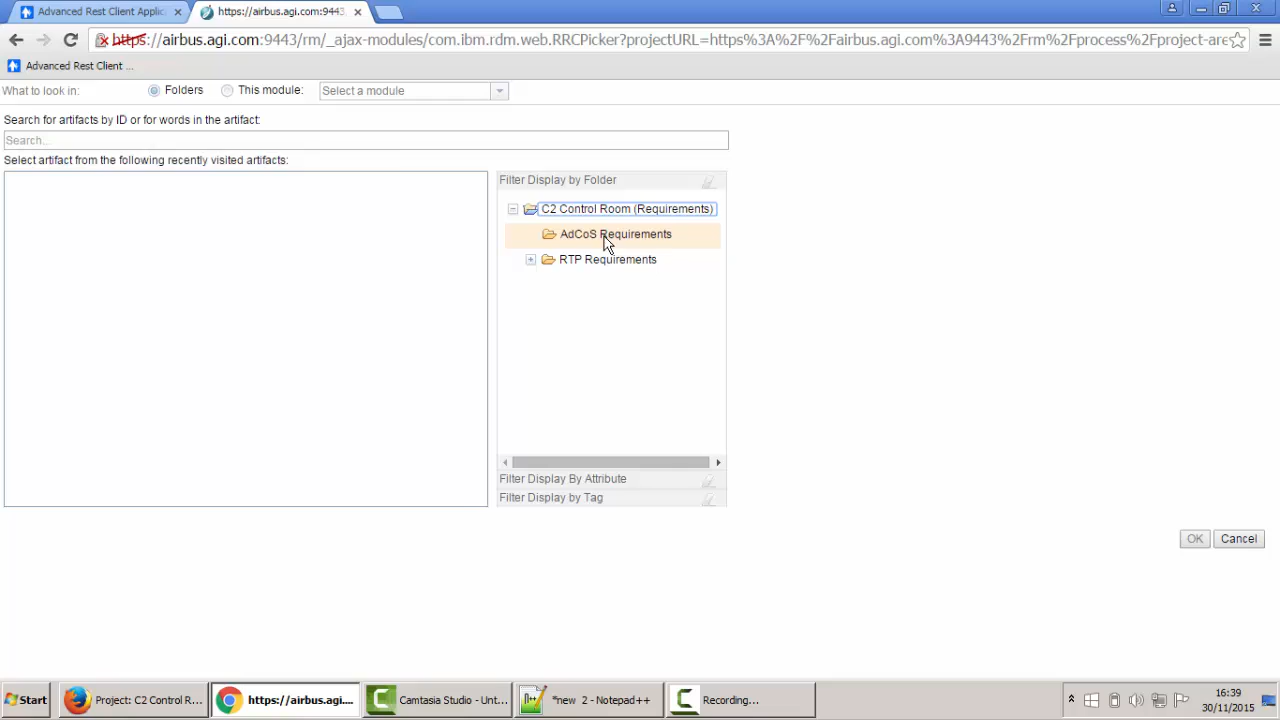 Advanced Rest Client Applic
https://airbus.agi.com:9443.
https://airbus.agi.com:9443/rm/_ajax-modules/com.ibm.rdm.web.RRCPicker?projectURL=https%3A%2F%2Fairbus.agi.com%3A9443%2Frm%2Fprocess%2Fproject-are
Advanced Rest Client ...
What to look in: Folders This module: Select a module
Search for artifacts by ID or for words in the artifact:
Search...
Select artifact from the following recently visited artifacts:
Filter Display by Folder
C2 Control Room (Requirements)
AdCoS Requirements
RTP Requirements
Filter Display By Attribute
Filter Display by Tag
OK Cancel
Start Project: C2 Control R... https://airbus.agi.... Camtasia Studio - Unt... *new 2 - Notepad++ Recording... 16:39
30/11/2015